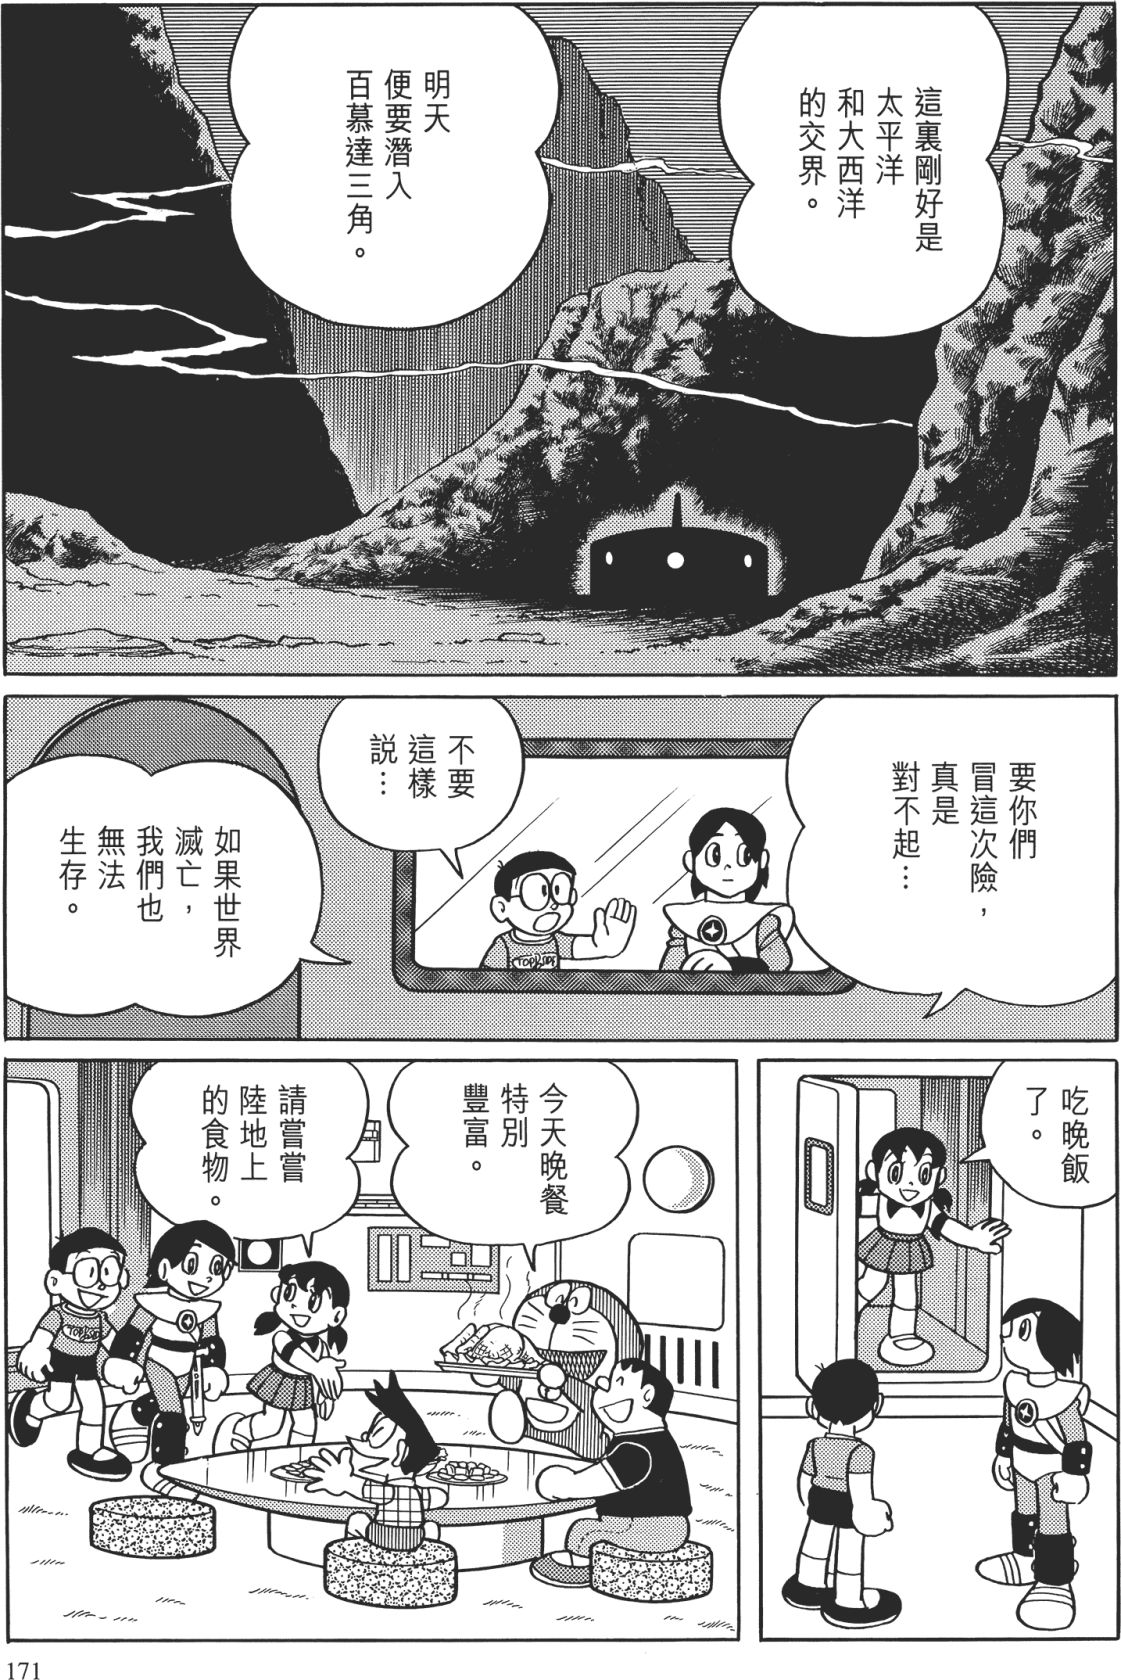 這裏剛好是
太平洋
和大西洋
的交界。
明天
便要潛入
百慕達三角。
要你們
冒這次險，
真是
對不起…
不要
這樣
説…
如果世界
滅亡，
我們也
無法
生存。
吃晚飯
了。
今天晚餐
特別
豐富。
請嘗嘗
陸地上
的食物。
171